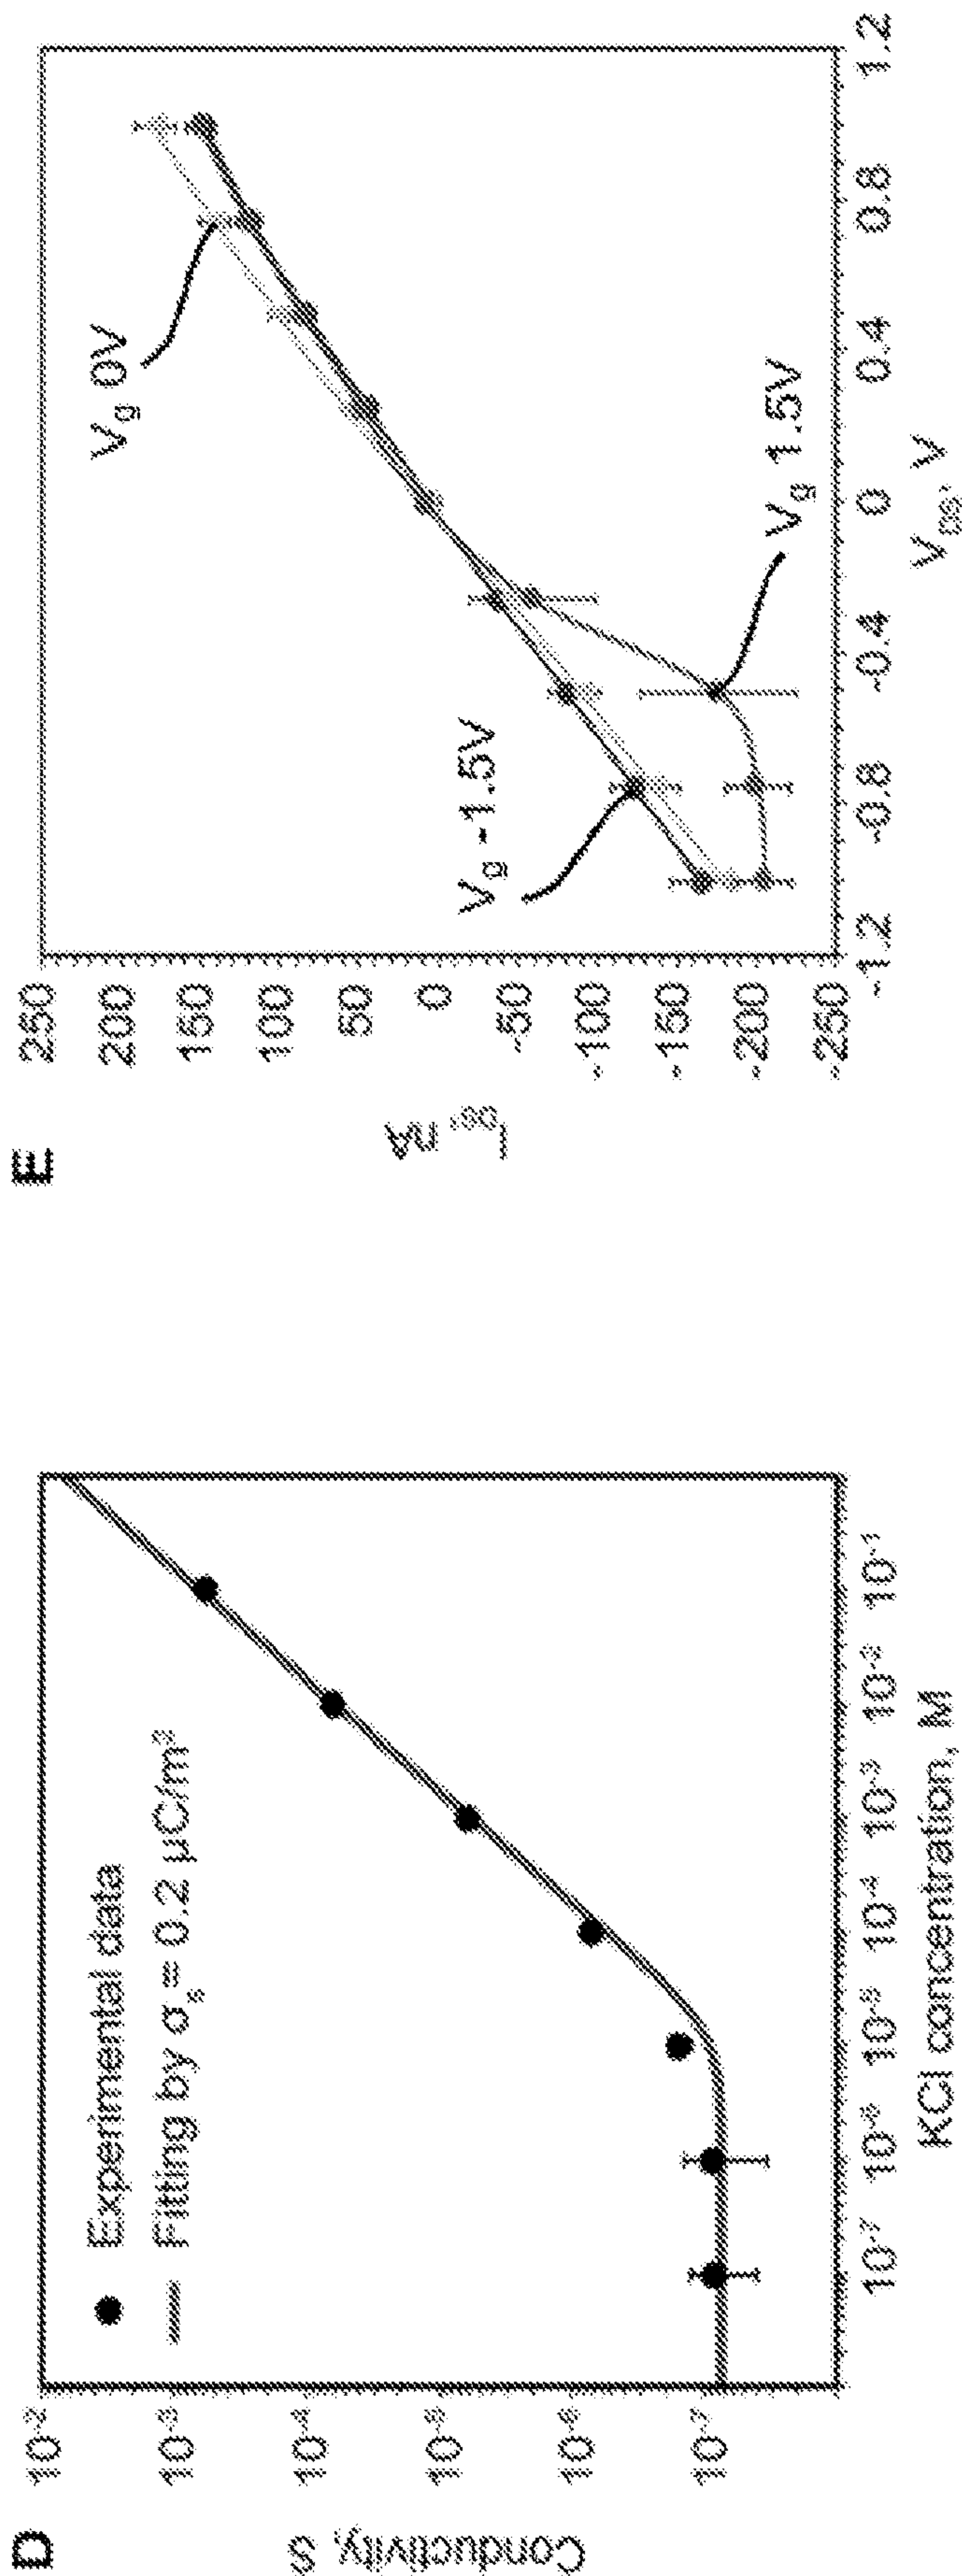 D
Conductivity, S
10-2
10-3
10-4
10-5
10-6
10-7
Experimental data
Fitting by σs = 0.2 μC/m2
10-7
10-6
10-5
10-4
10-3
10-2
10-1
KCl concentration, M
E
IDS, nA
250
200
150
100
50
0
-50
-100
-150
-200
-250
Vg 0V
Vg -1.5V
Vg 1.5V
-1.2
-0.8
-0.4
0
0.4
0.8
1.2
VDS, V